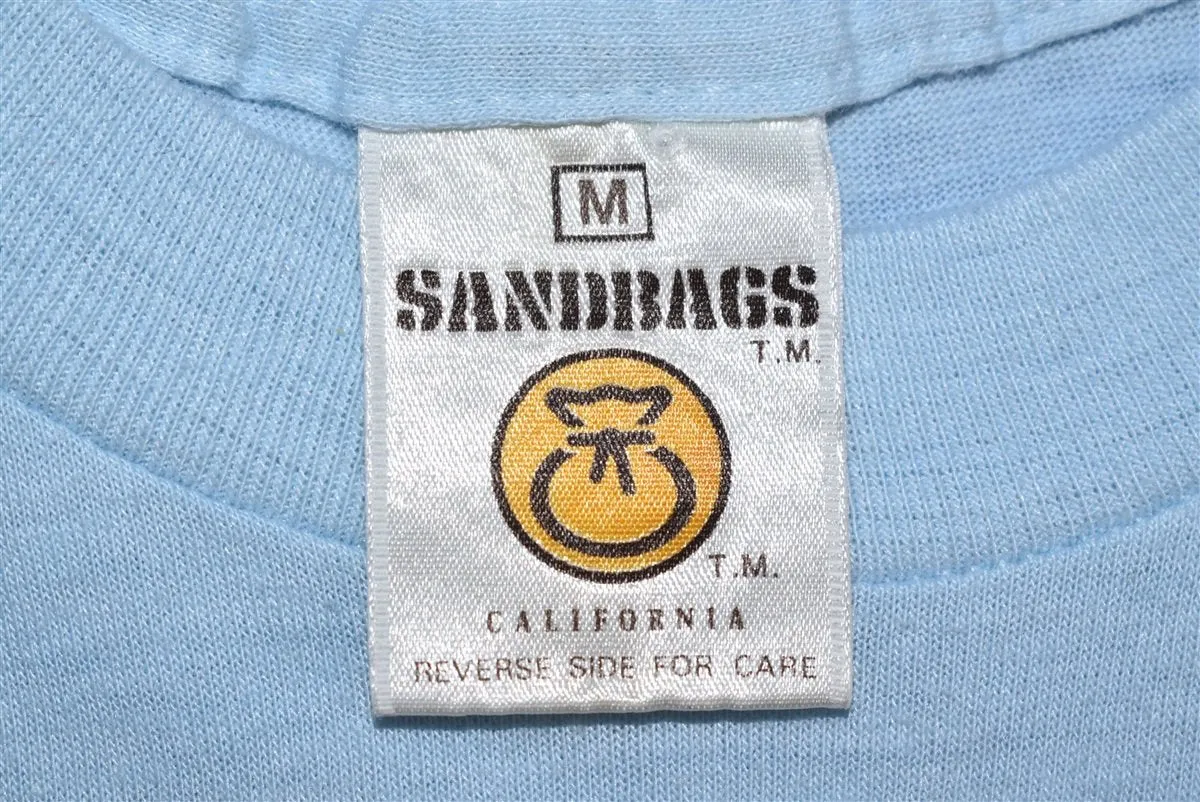 M
SANDBAGS
T.M.
T.M.
CALIFORNIA
REVERSE SIDE FOR CARE